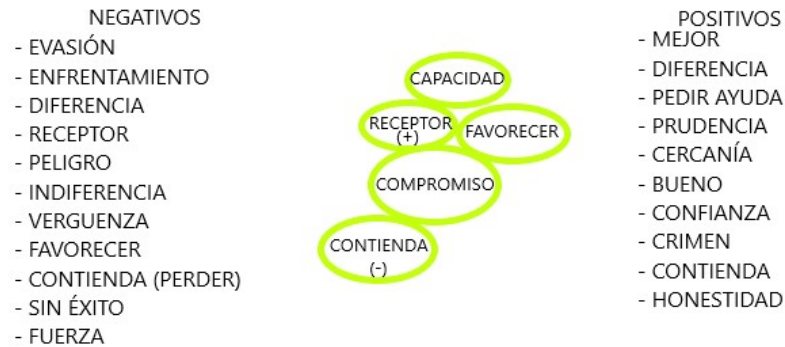 NEGATIVOS
- EVASIÓN
- ENFRENTAMIENTO
- DIFERENCIA
- RECEPTOR
- PELIGRO
- INDIFERENCIA
- VERGUENZA
- FAVORECER
- CONTIENDA (PERDER)
- SIN ÉXITO
- FUERZA
CAPACIDAD
RECEPTOR
(+)
FAVORECER
COMPROMISO
CONTIENDA
(-)
POSITIVOS
- MEJOR
- DIFERENCIA
- PEDIR AYUDA
- PRUDENCIA
- CERCANÍA
- BUENO
- CONFIANZA
- CRIMEN
- CONTIENDA
- HONESTIDAD